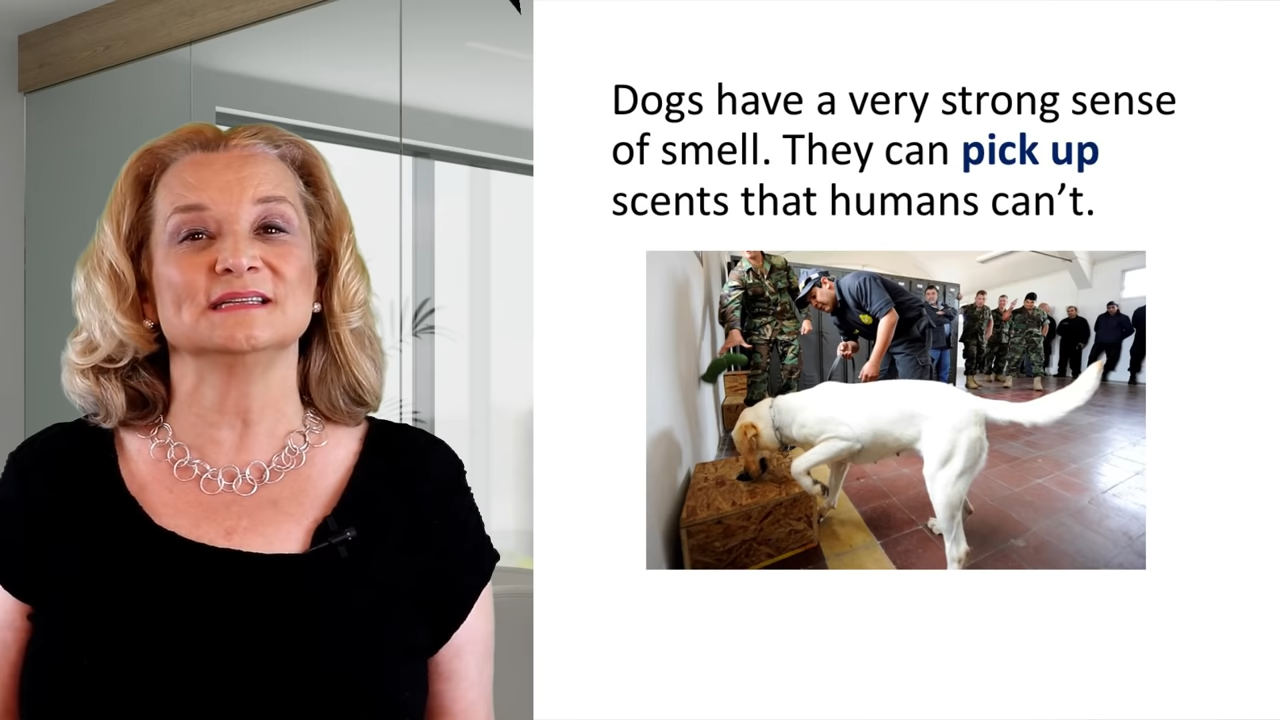 Dogs have a very strong sense
of smell. They can pick up
scents that humans can’t.